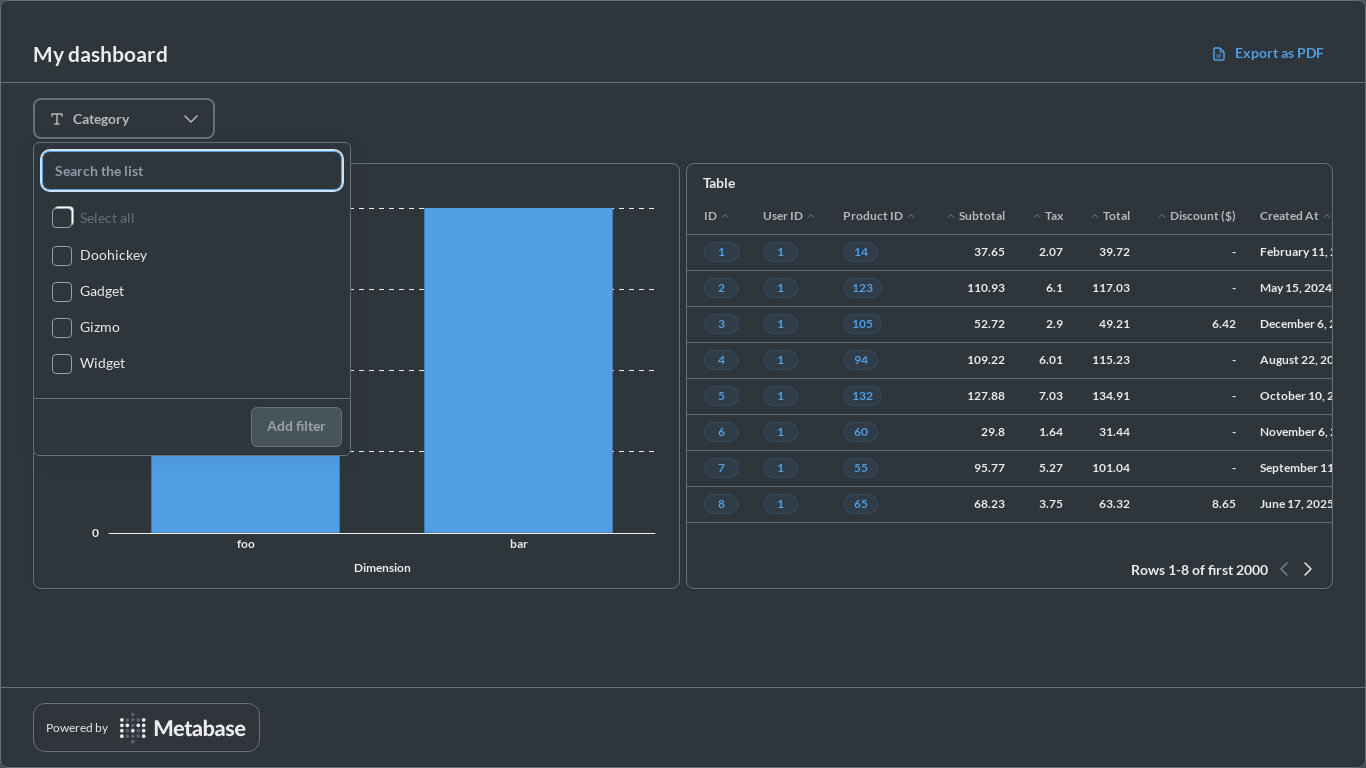 My dashboard
Export as PDF
Category
Search the list
Select all
Doohickey
Gadget
Gizmo
Widget
Add filter
0
foo bar
Dimension
Table
ID User ID Product ID Subtotal Tax Total Discount ($) Created At
1 1 14 37.65 2.07 39.72 - February 11,
2 1 123 110.93 6.1 117.03 - May 15, 2024
3 1 105 52.72 2.9 49.21 6.42 December 6,
4 1 94 109.22 6.01 115.23 - August 22, 20
5 1 132 127.88 7.03 134.91 - October 10, 2
6 1 60 29.8 1.64 31.44 - November 6,
7 1 55 95.77 5.27 101.04 - September 11
8 1 65 68.23 3.75 63.32 8.65 June 17, 2025
Rows 1-8 of first 2000
Powered by Metabase